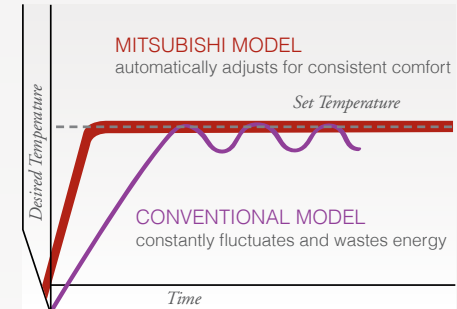 MITSUBISHI MODEL
automatically adjusts for consistent comfort
Set Temperature
Desired Temperature
CONVENTIONAL MODEL
constantly fluctuates and wastes energy
Time